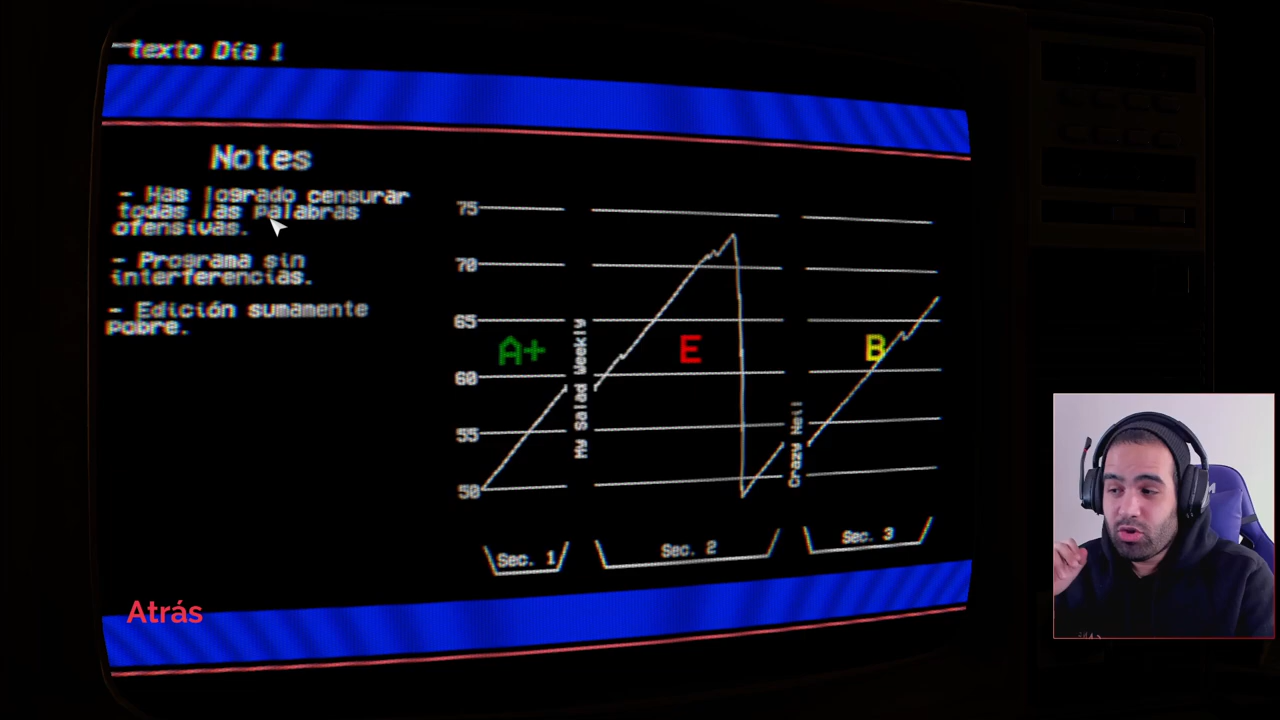 texto Día 1
Notes
- Has logrado censurar
todas las palabras
ofensivas.
- Programa sin
interferencias.
- Edición sumamente
pobre.
75
70
65
60
55
50
A+
My Salad Weekly
E
Crazy Neil
B
Sec. 1
Sec. 2
Sec. 3
Atrás